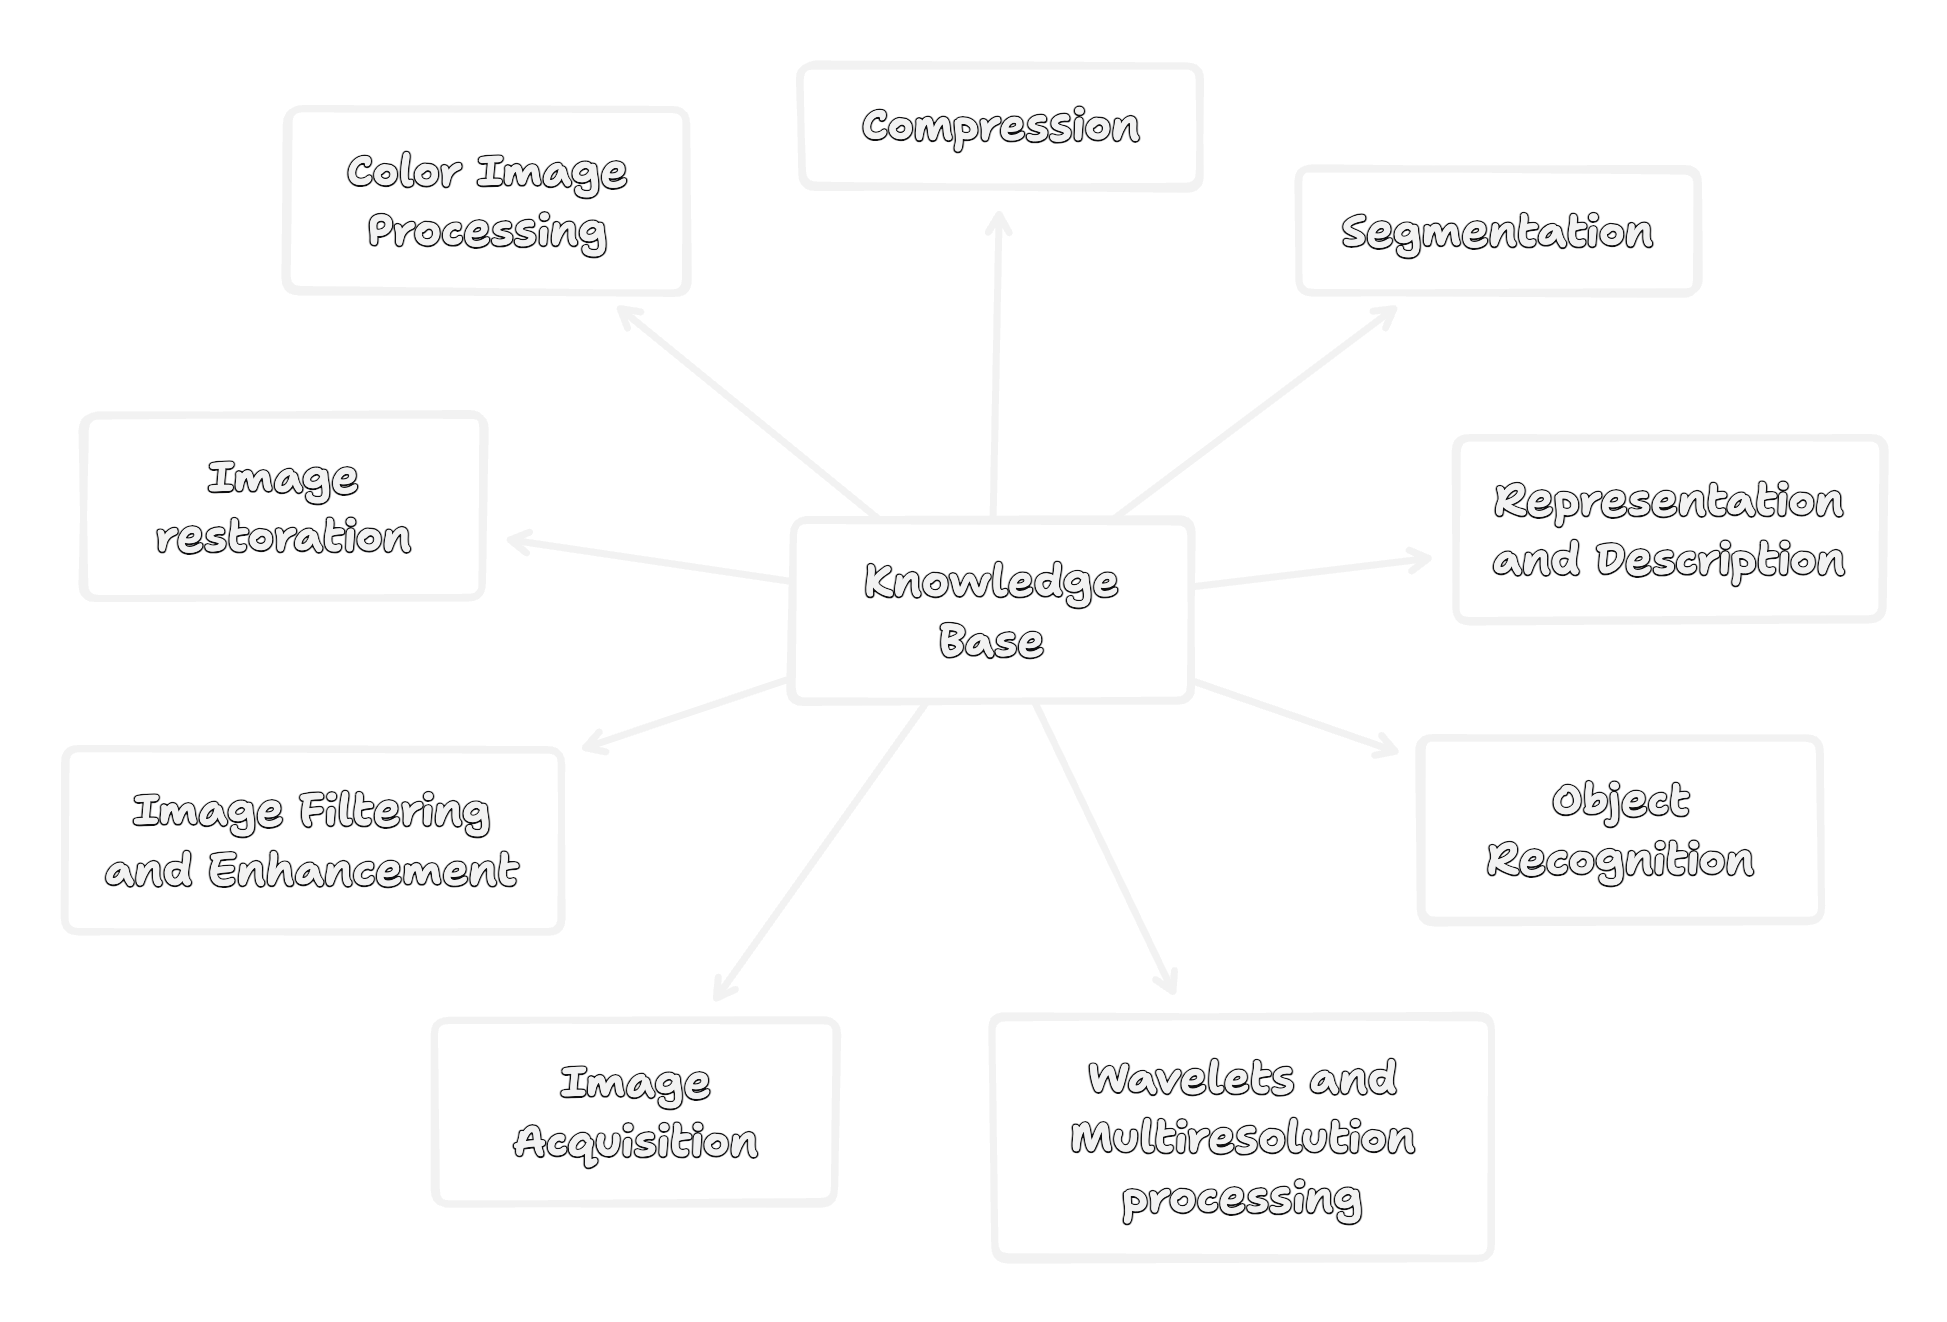 Compression
Color Image
Processing
Segmentation
Image
restoration
Representation
and Description
Knowledge
Base
Image Filtering
and Enhancement
Object
Recognition
Image
Acquisition
Wavelets and
Multiresolution
processing